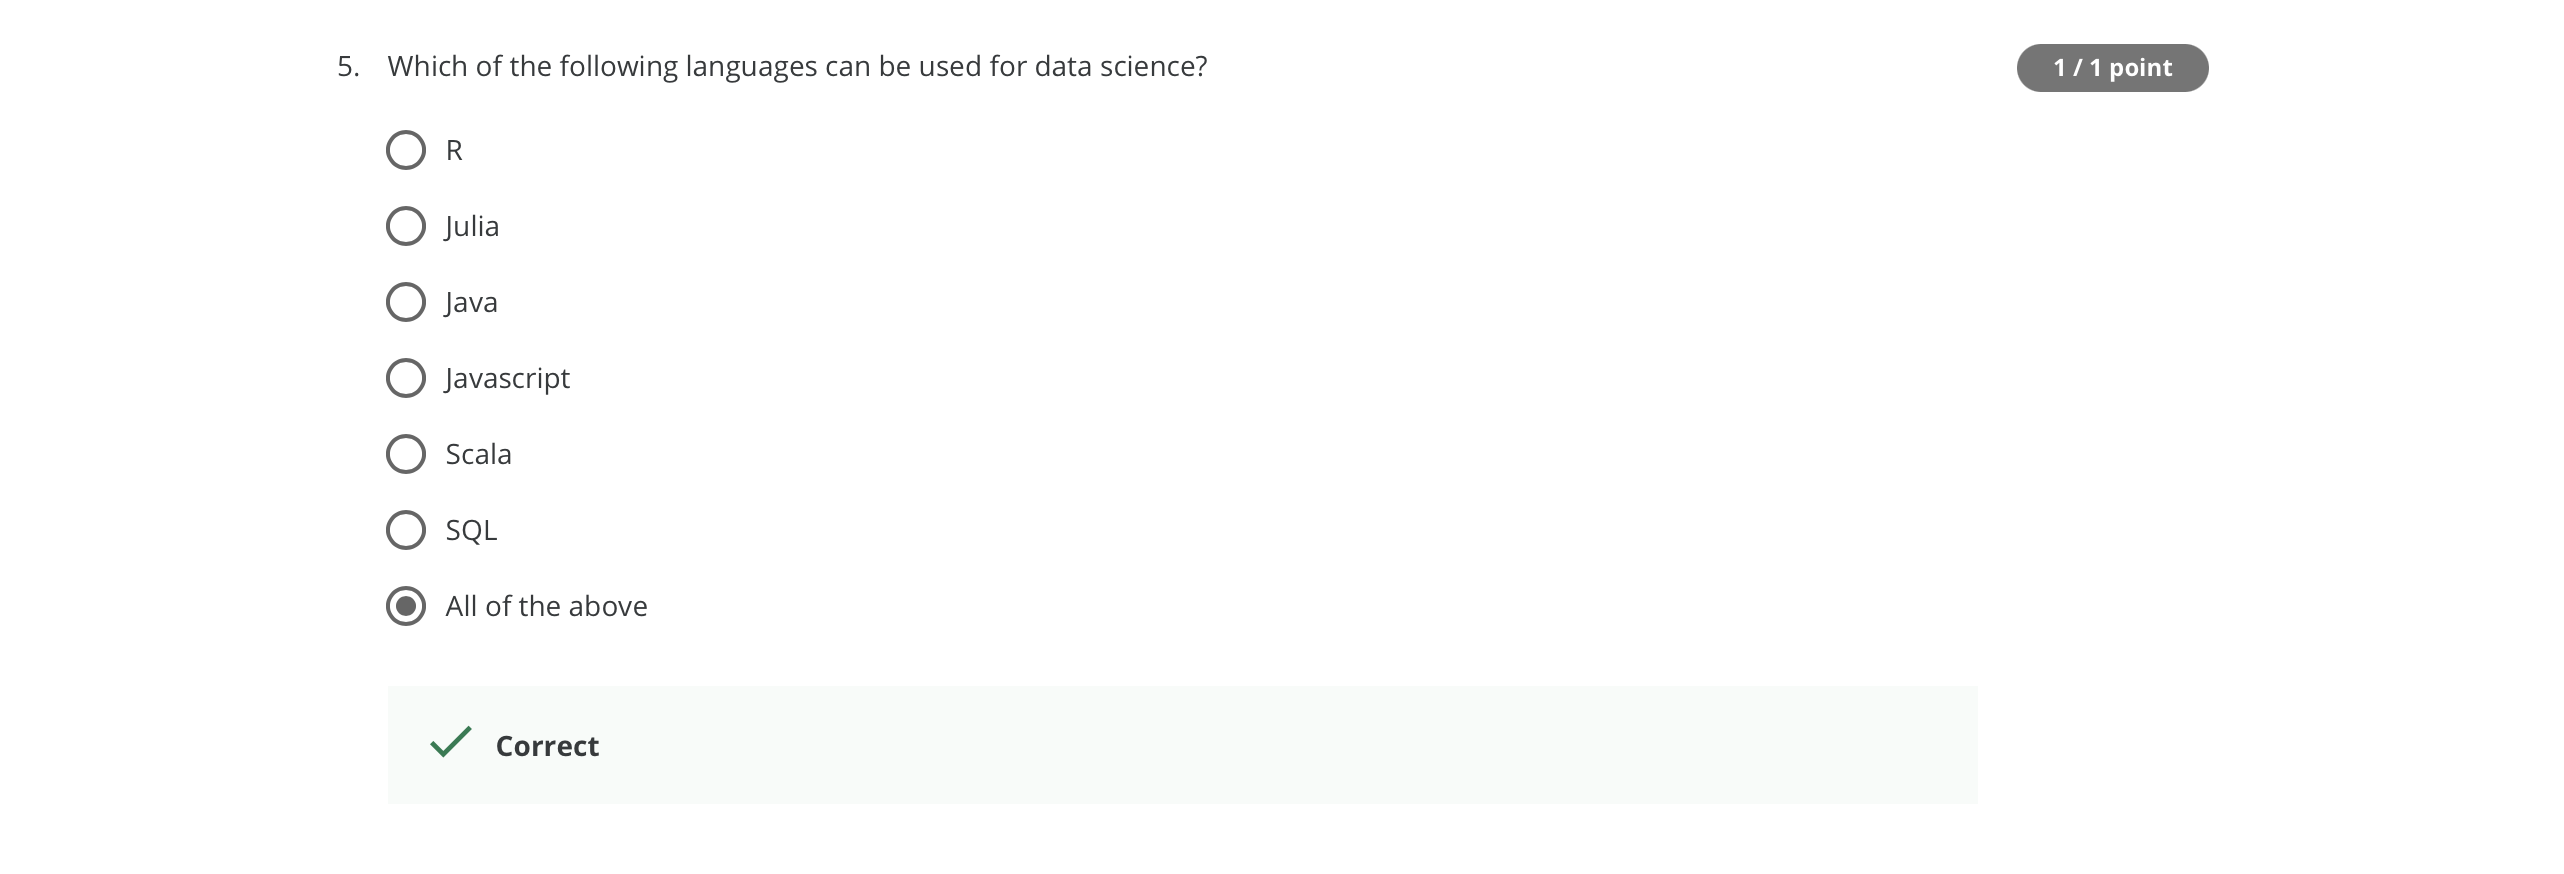 5. Which of the following languages can be used for data science?
1 / 1 point
R
Julia
Java
Javascript
Scala
SQL
All of the above
Correct